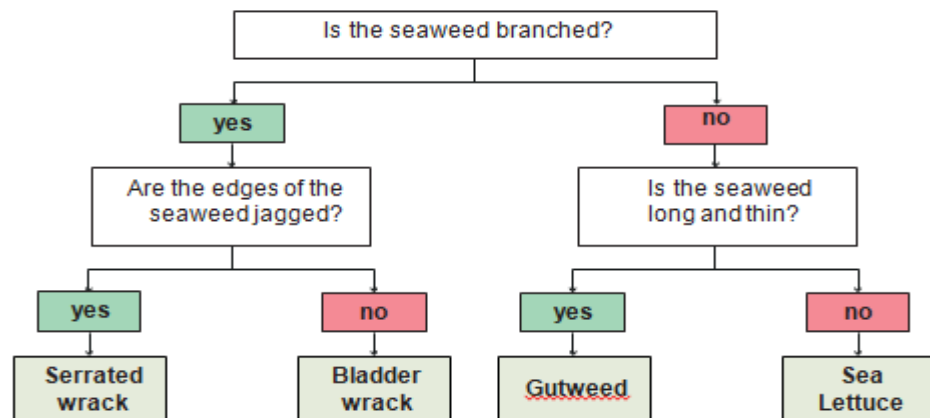 Is the seaweed branched?
yes
no
Are the edges of the
seaweed jagged?
Is the seaweed
long and thin?
yes
no
yes
no
Serrated
wrack
Bladder
wrack
Gutweed
Sea
Lettuce